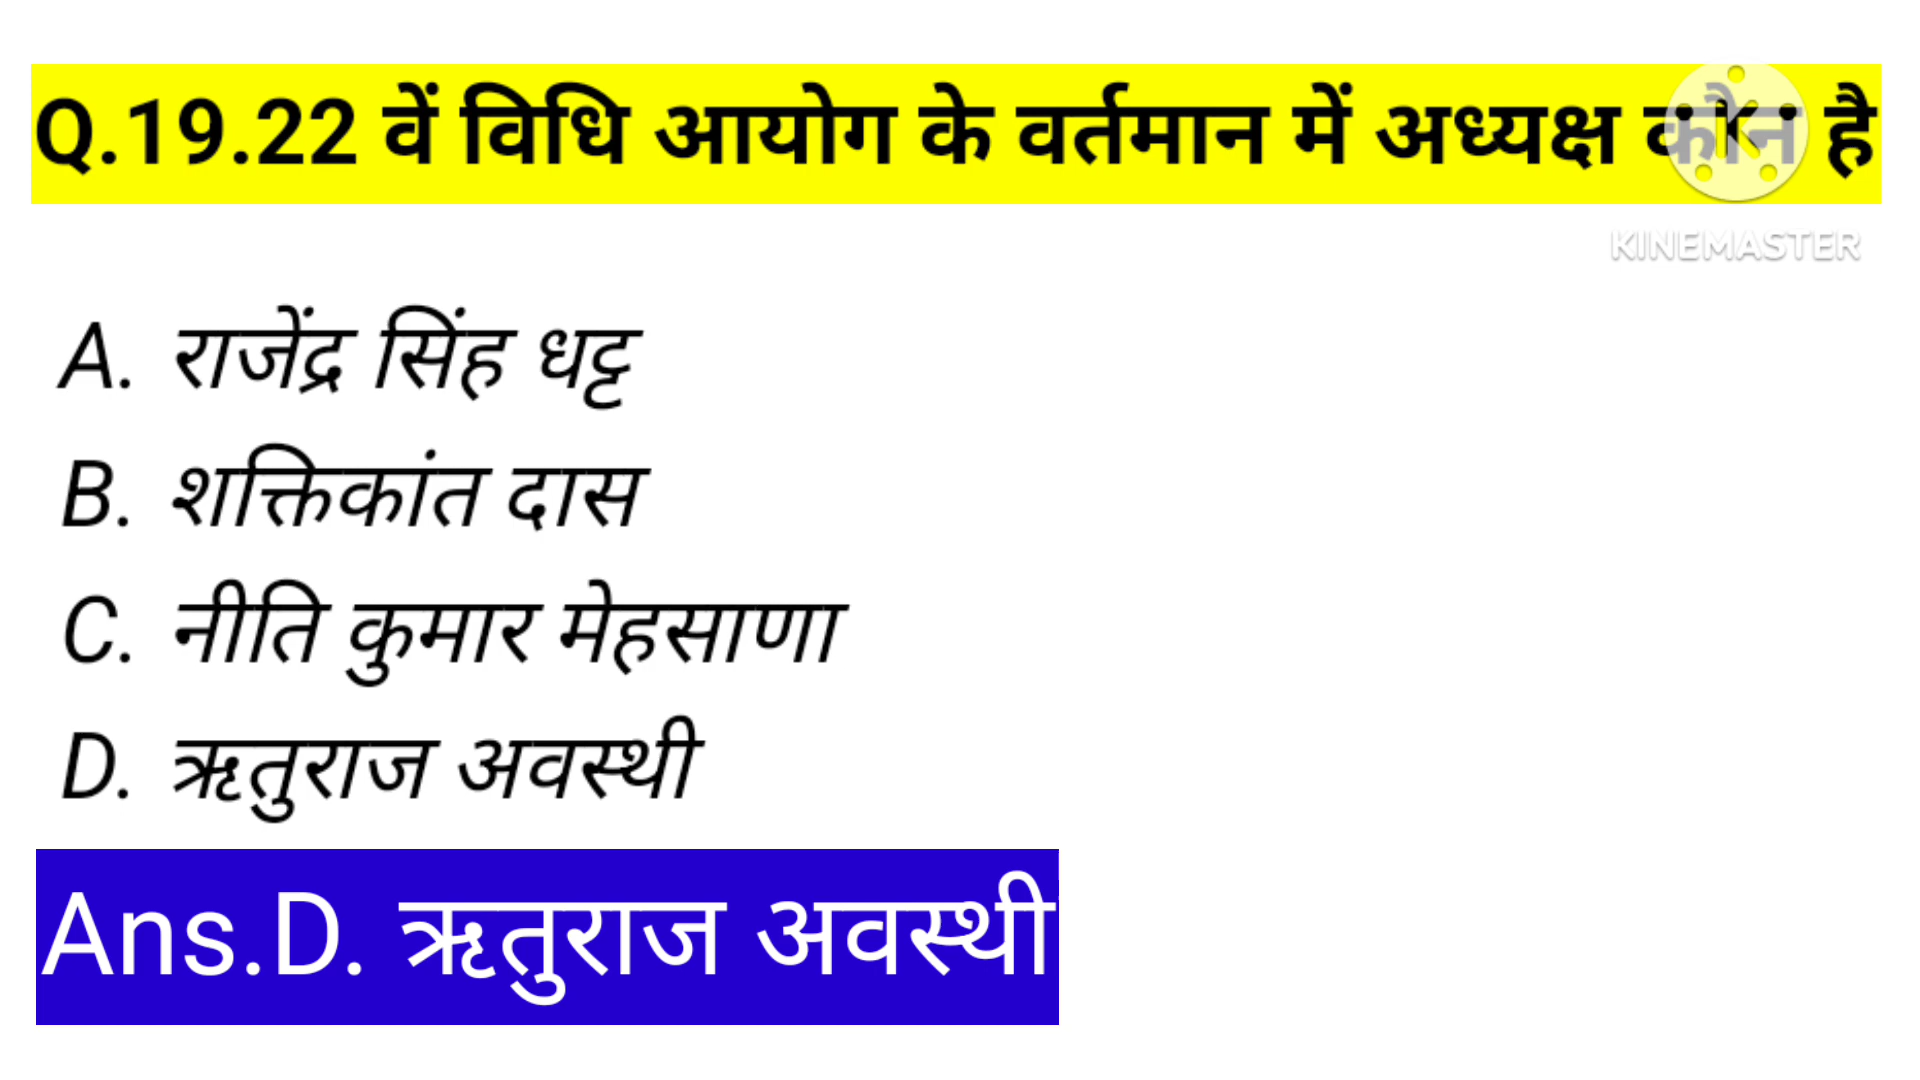 Q.19.22 वें विधि आयोग के वर्तमान में अध्यक्ष कौन है
KINEMASTER
A. राजेंद्र सिंह धट्ट
B. शक्तिकांत दास
C. नीति कुमार मेहसाणा
D. ऋतुराज अवस्थी
Ans.D. ऋतुराज अवस्थी